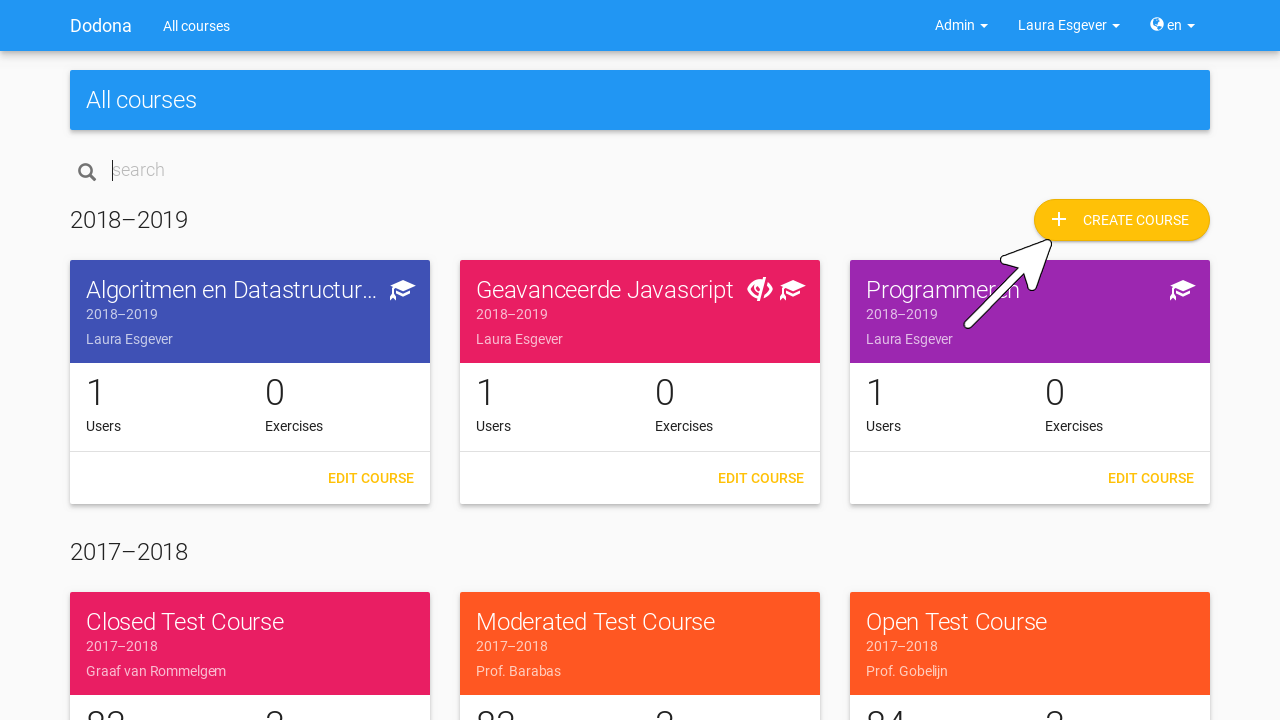 Dodona All courses Admin Laura Esgever en
All courses
search
2018–2019 CREATE COURSE
Algoritmen en Datastructur... Geavanceerde Javascript Programmeren
2018–2019 2018–2019 2018–2019
Laura Esgever Laura Esgever Laura Esgever
1 0 1 0 1 0
Users Exercises Users Exercises Users Exercises
EDIT COURSE EDIT COURSE EDIT COURSE
2017–2018
Closed Test Course Moderated Test Course Open Test Course
2017–2018 2017–2018 2017–2018
Graaf van Rommelgem Prof. Barabas Prof. Gobelijn